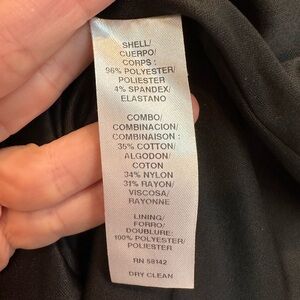 SHELL/
CUERPO/
CORPS :
96% POLYESTER/
POLIESTER
4% SPANDEX/
ELASTANO
COMBO/
COMBINACION/
COMBINAISON :
35% COTTON/
ALGODON/
COTON
34% NYLON
31% RAYON/
VISCOSA/
RAYONNE
LINING/
FORRO/
DOUBLURE:
100% POLYESTER/
POLIESTER
RN 58142
DRY CLEAN